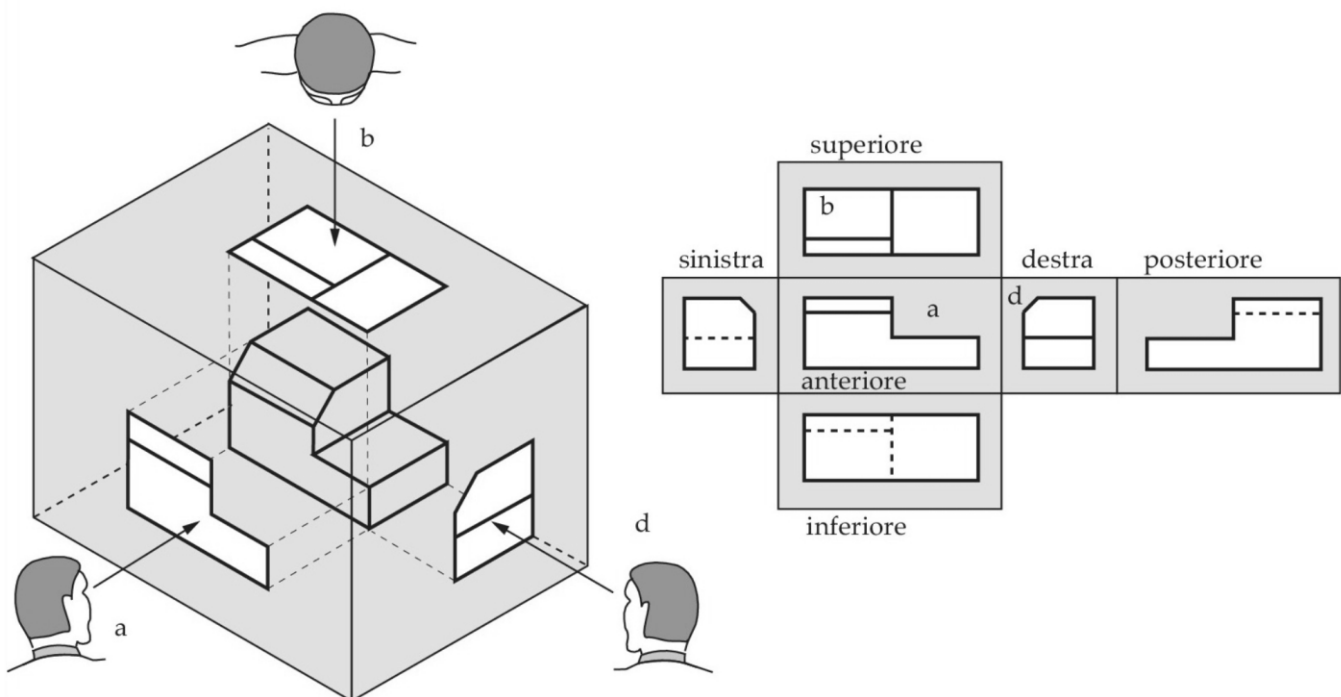 b
d
a
superiore
b
sinistra
destra
posteriore
a
d
anteriore
inferiore